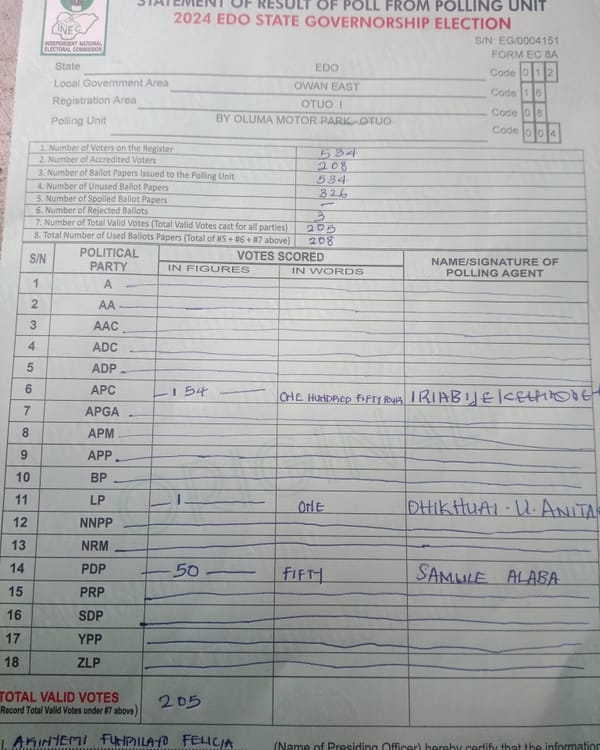 STATEMENT OF RESULT OF POLL FROM POLLING UNIT
2024 EDO STATE GOVERNORSHIP ELECTION
INEC
INDEPENDENT NATIONAL
ELECTORAL COMMISSION
S/N: EG/0004151
FORM EC 8A
State EDO Code 0 1 2
Local Government Area OWAN EAST Code 1 6
Registration Area OTUO I Code 0 8
Polling Unit BY OLUMA MOTOR PARK- OTUO Code 0 0 4
1. Number of Voters on the Register 534
2. Number of Accredited Voters 208
3. Number of Ballot Papers Issued to the Polling Unit 534
4. Number of Unused Ballot Papers 326
5. Number of Spoiled Ballot Papers –
6. Number of Rejected Ballots 3
7. Number of Total Valid Votes (Total Valid Votes cast for all parties) 205
8. Total Number of Used Ballots Papers (Total of #5 + #6 + #7 above) 208
S/N POLITICAL PARTY VOTES SCORED NAME/SIGNATURE OF POLLING AGENT
IN FIGURES IN WORDS
1 A
2 AA
3 AAC
4 ADC
5 ADP
6 APC 154 ONE HUNDRED FIFTY FOUR
7 APGA
8 APM
9 APP
10 BP
11 LP 1 ONE OHIKHUAI . U. ANITA
12 NNPP
13 NRM
14 PDP 50 FIFTY SAMULE ALABA
15 PRP
16 SDP
17 YPP
18 ZLP
ORIGINAL
TOTAL VALID VOTES 205
(Record Total Valid Votes under #7 above)
I, AKINYEMI FUNMILAYO FELICIA (Name of Presiding Officer) hereby certify that the information